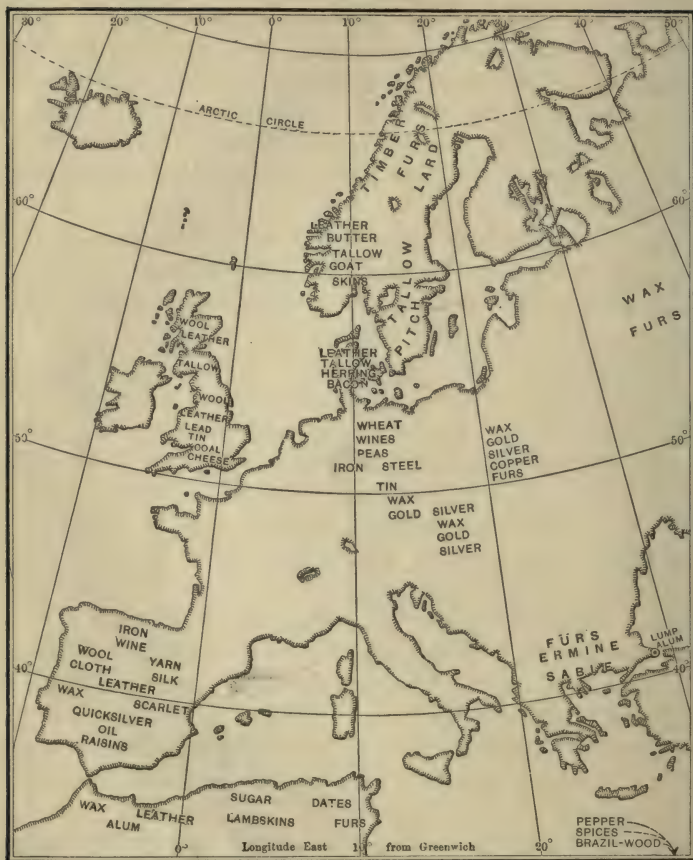 30°
20°
10°
0°
10°
20°
30°
40°
50°
ARCTIC CIRCLE
TIMBER
FURS
LARD
60°
60°
LEATHER
BUTTER
TALLOW
GOAT
SKINS
TALLOW
PITCH
WAX
FURS
WOOL
LEATHER
TALLOW
WOOL
LEATHER
LEAD
TIN
COAL
CHEESE
LEATHER
TALLOW
HERRING
BACON
50°
50°
WHEAT
WINES
PEAS
IRON STEEL
TIN
WAX
GOLD SILVER
WAX
GOLD
SILVER
WAX
GOLD
SILVER
COPPER
FURS
IRON
WINE
WOOL YARN
CLOTH SILK
LEATHER
WAX SCARLET
QUICKSILVER
OIL
RAISINS
40°
40°
FURS
ERMINE
SABLE
LUMP
ALUM
WAX LEATHER SUGAR DATES
ALUM LAMBSKINS FURS
PEPPER
SPICES
BRAZIL-WOOD
0° Longitude East 10° from Greenwich 20°